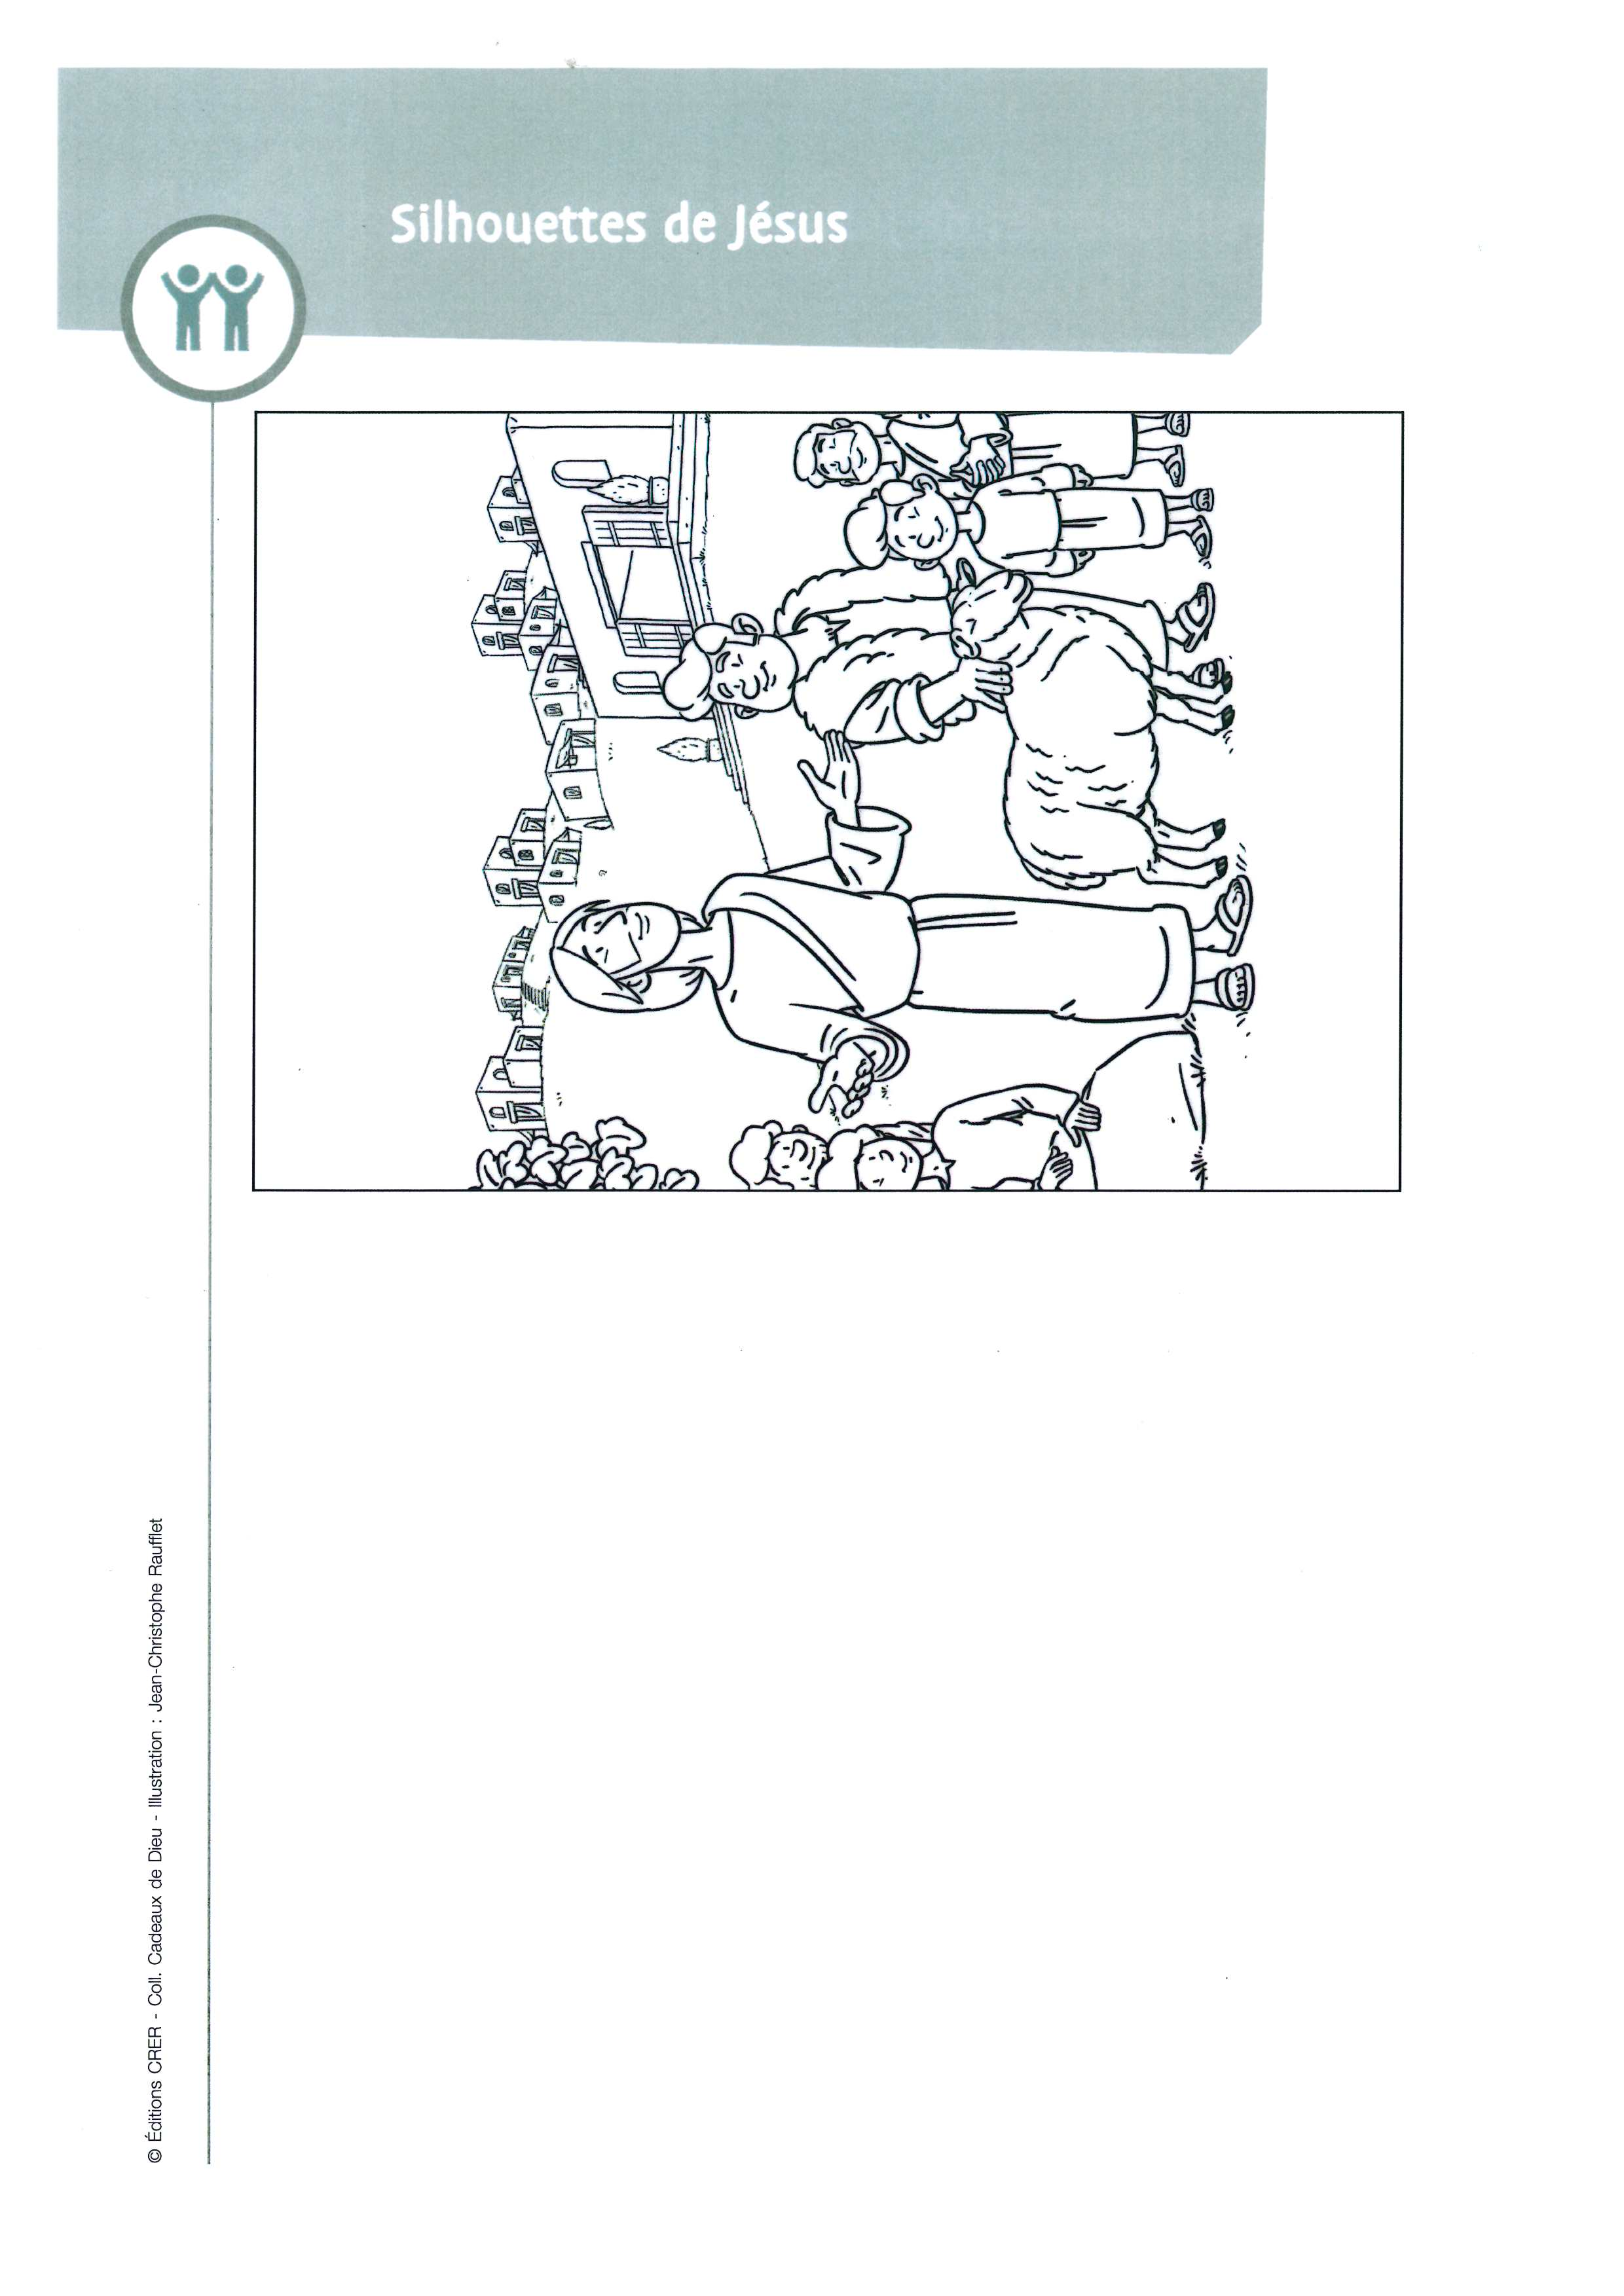 Silhouettes de Jésus
© Éditions CRER - Coll. Cadeaux de Dieu - Illustration : Jean-Christophe Raufflet